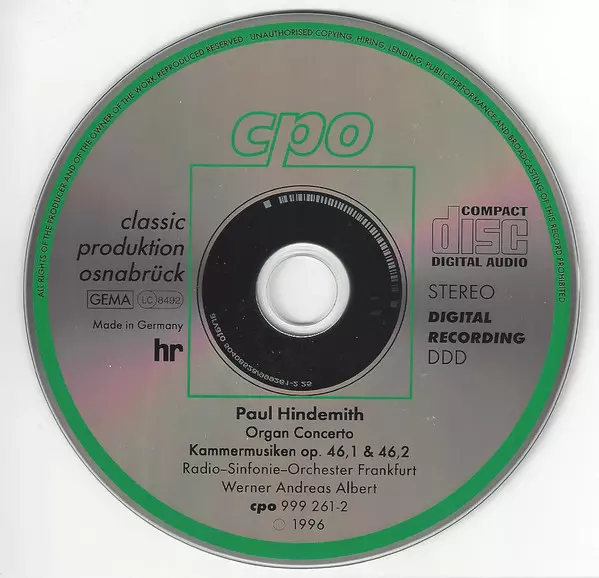 ALL RIGHTS OF THE PRODUCER AND OF THE OWNER OF THE WORK REPRODUCED RESERVED · UNAUTHORISED COPYING, HIRING, LENDING, PUBLIC PERFORMANCE AND BROADCASTING OF THIS RECORD PROHIBITED
cpo
classic
produktion
osnabrück
GEMA LC 8492
Made in Germany
hr
COMPACT
disc
DIGITAL AUDIO
STEREO
DIGITAL
RECORDING
DDD
Paul Hindemith
Organ Concerto
Kammermusiken op. 46,1 & 46,2
Radio–Sinfonie–Orchester Frankfurt
Werner Andreas Albert
cpo 999 261-2
℗ 1996